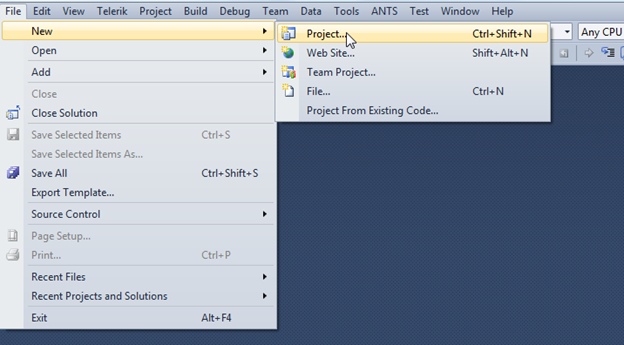 File Edit View Telerik Project Build Debug Team Data Tools ANTS Test Window Help
New
Project... Ctrl+Shift+N
Any CPU
Open
Web Site... Shift+Alt+N
Add
Team Project...
Close
File... Ctrl+N
Close Solution
Project From Existing Code...
Save Selected Items Ctrl+S
Save Selected Items As...
Save All Ctrl+Shift+S
Export Template...
Source Control
Page Setup...
Print... Ctrl+P
Recent Files
Recent Projects and Solutions
Exit Alt+F4